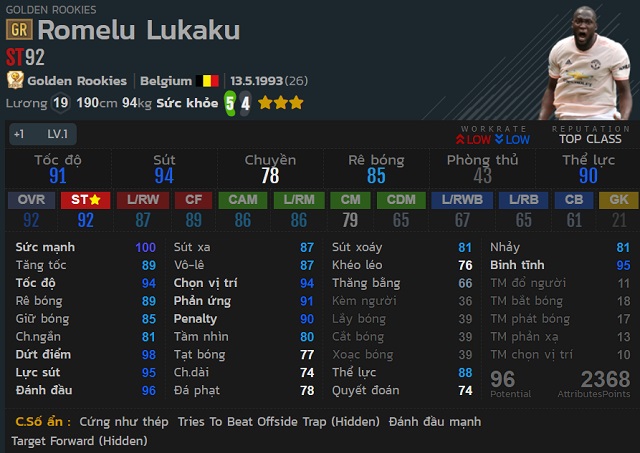 GOLDEN ROOKIES
GR Romelu Lukaku
ST92
Golden Rookies Belgium 13.5.1993(26)
Lương 19 190cm 94kg Sức khỏe 5 4
+1 LV.1
WORKRATE REPUTATION
LOW LOW TOP CLASS
Tốc độ Sút Chuyền Rê bóng Phòng thủ Thể lực
91 94 78 85 43 90
OVR ST L/RW CF CAM L/RM CM CDM L/RWB L/RB CB GK
92 92 87 89 86 86 79 65 67 65 61 21
Sức mạnh 100 Sút xa 87 Sút xoáy 81 Nhảy 81
Tăng tốc 89 Vô-lê 87 Khéo léo 76 Bình tĩnh 95
Tốc độ 94 Chọn vị trí 94 Thăng bằng 66 TM đổ người 11
Rê bóng 89 Phản ứng 91 Kèm người 36 TM bắt bóng 18
Giữ bóng 85 Penalty 90 Lấy bóng 39 TM phát bóng 17
Ch.ngắn 81 Tầm nhìn 80 Cắt bóng 39 TM phản xạ 13
Dứt điểm 98 Tạt bóng 77 Xoạc bóng 39 TM chọn vị trí 10
Lực sút 95 Ch.dài 74 Thể lực 88 96 2368
Đánh đầu 96 Đá phạt 78 Quyết đoán 74 Potential AttributesPoints
C.Số ẩn : Cứng như thép Tries To Beat Offside Trap (Hidden) Đánh đầu mạnh
Target Forward (Hidden)